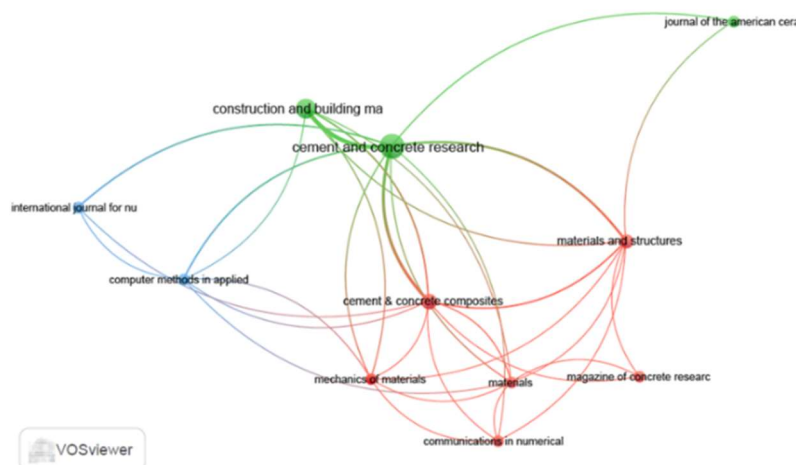 journal of the american cera
construction and building ma
cement and concrete research
international journal for nu
materials and structures
computer methods in applied
cement & concrete composites
mechanics of materials
materials
magazine of concrete researc
communications in numerical
VOSviewer